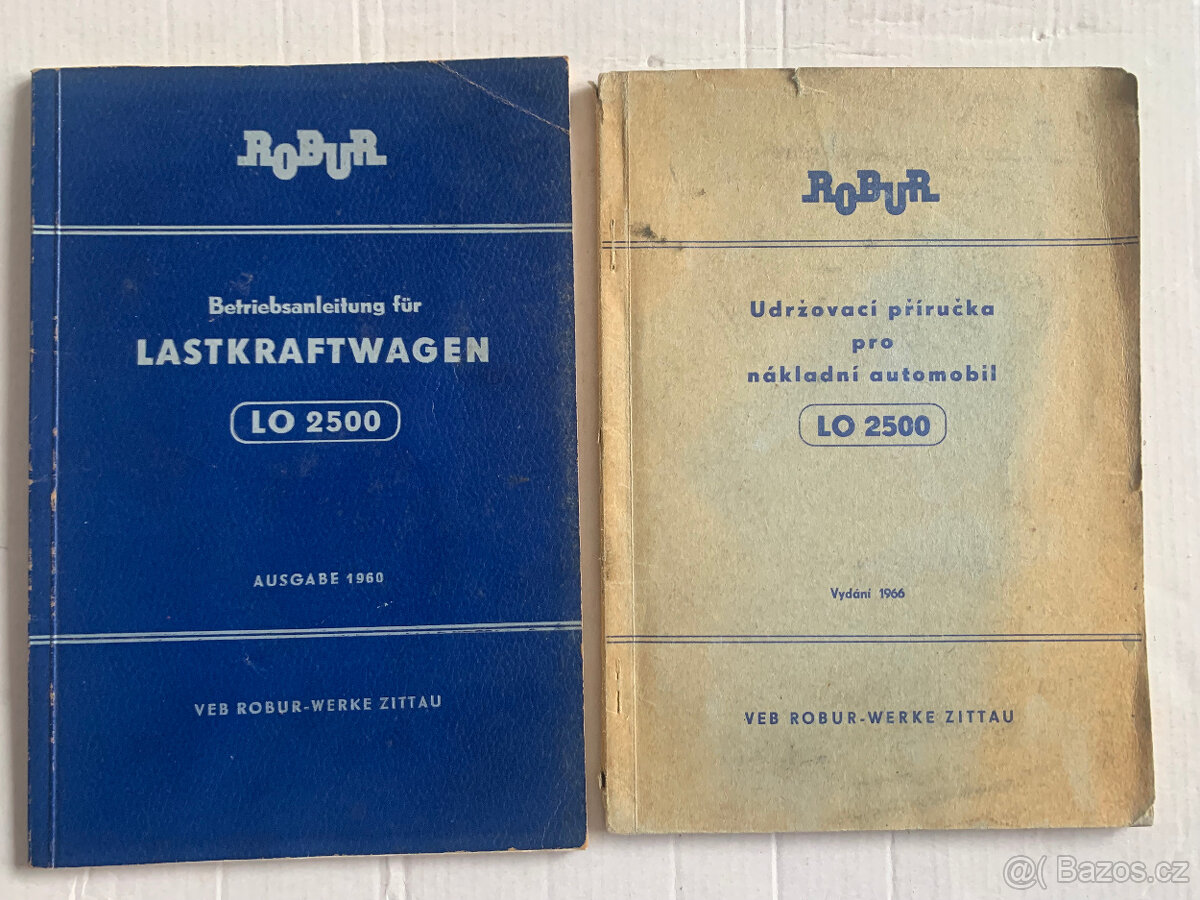 ROBUR
Betriebsanleitung für
LASTKRAFTWAGEN
LO 2500
AUSGABE 1960
VEB ROBUR-WERKE ZITTAU
ROBUR
Udržovací příručka
pro
nákladní automobil
LO 2500
Vydání 1966
VEB ROBUR-WERKE ZITTAU
@( Bazos.cz